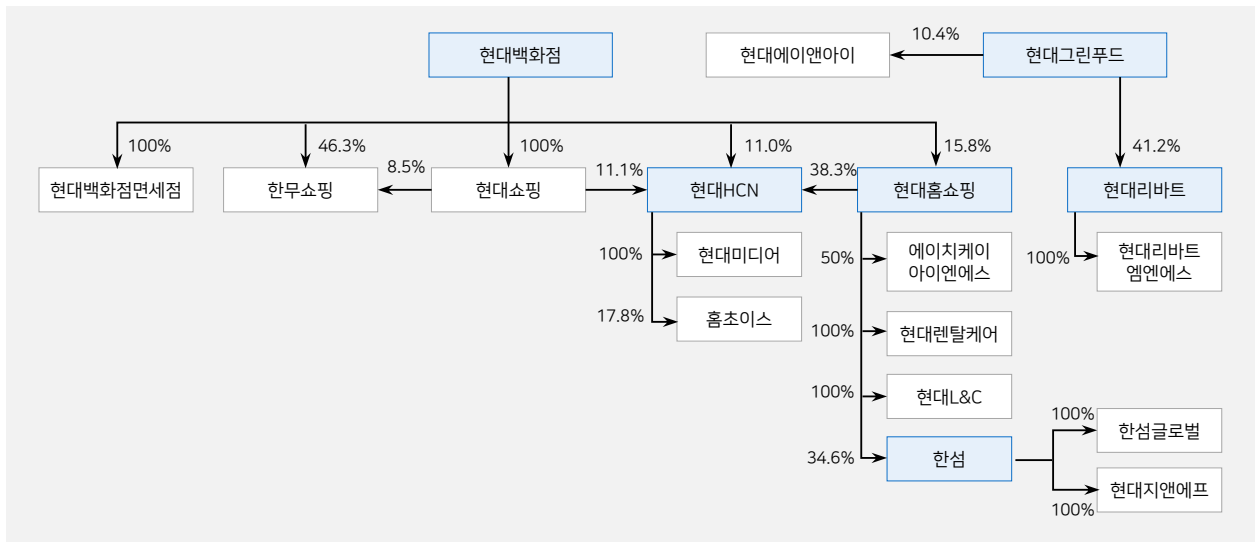 현대백화점
현대에이앤아이
10.4%
현대그린푸드
100%
46.3%
100%
11.0%
15.8%
41.2%
현대백화점면세점
한무쇼핑
8.5%
현대쇼핑
11.1%
현대HCN
38.3%
현대홈쇼핑
현대리바트
100%
현대미디어
50%
에이치케이
아이엔에스
100%
현대리바트
엠엔에스
17.8%
홈초이스
100%
현대렌탈케어
100%
현대L&C
34.6%
한섬
100%
한섬글로벌
현대지앤에프
100%